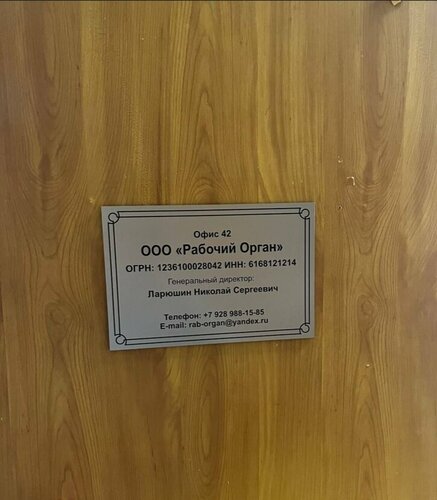 Офис 42
ООО «Рабочий Орган»
ОГРН: 1236100028042 ИНН: 6168121214
Генеральный директор:
Ларюшин Николай Сергеевич
Телефон: +7 928 988-15-85
E-mail: rab-organ@yandex.ru